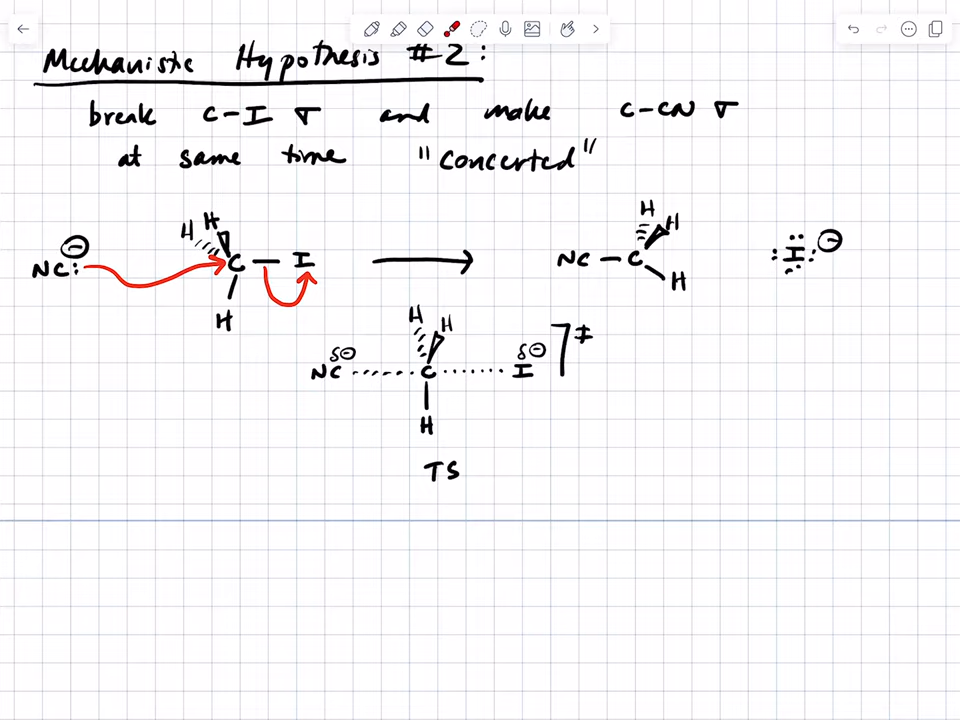 Mechanistic Hypothesis #2:
break C-I σ and make C-CN σ
at same time "concerted"
NC:⊖ H H C-I H → NC-C H H H :I:⊖
NC δ⊖ C H H H I δ⊖ ‡
TS